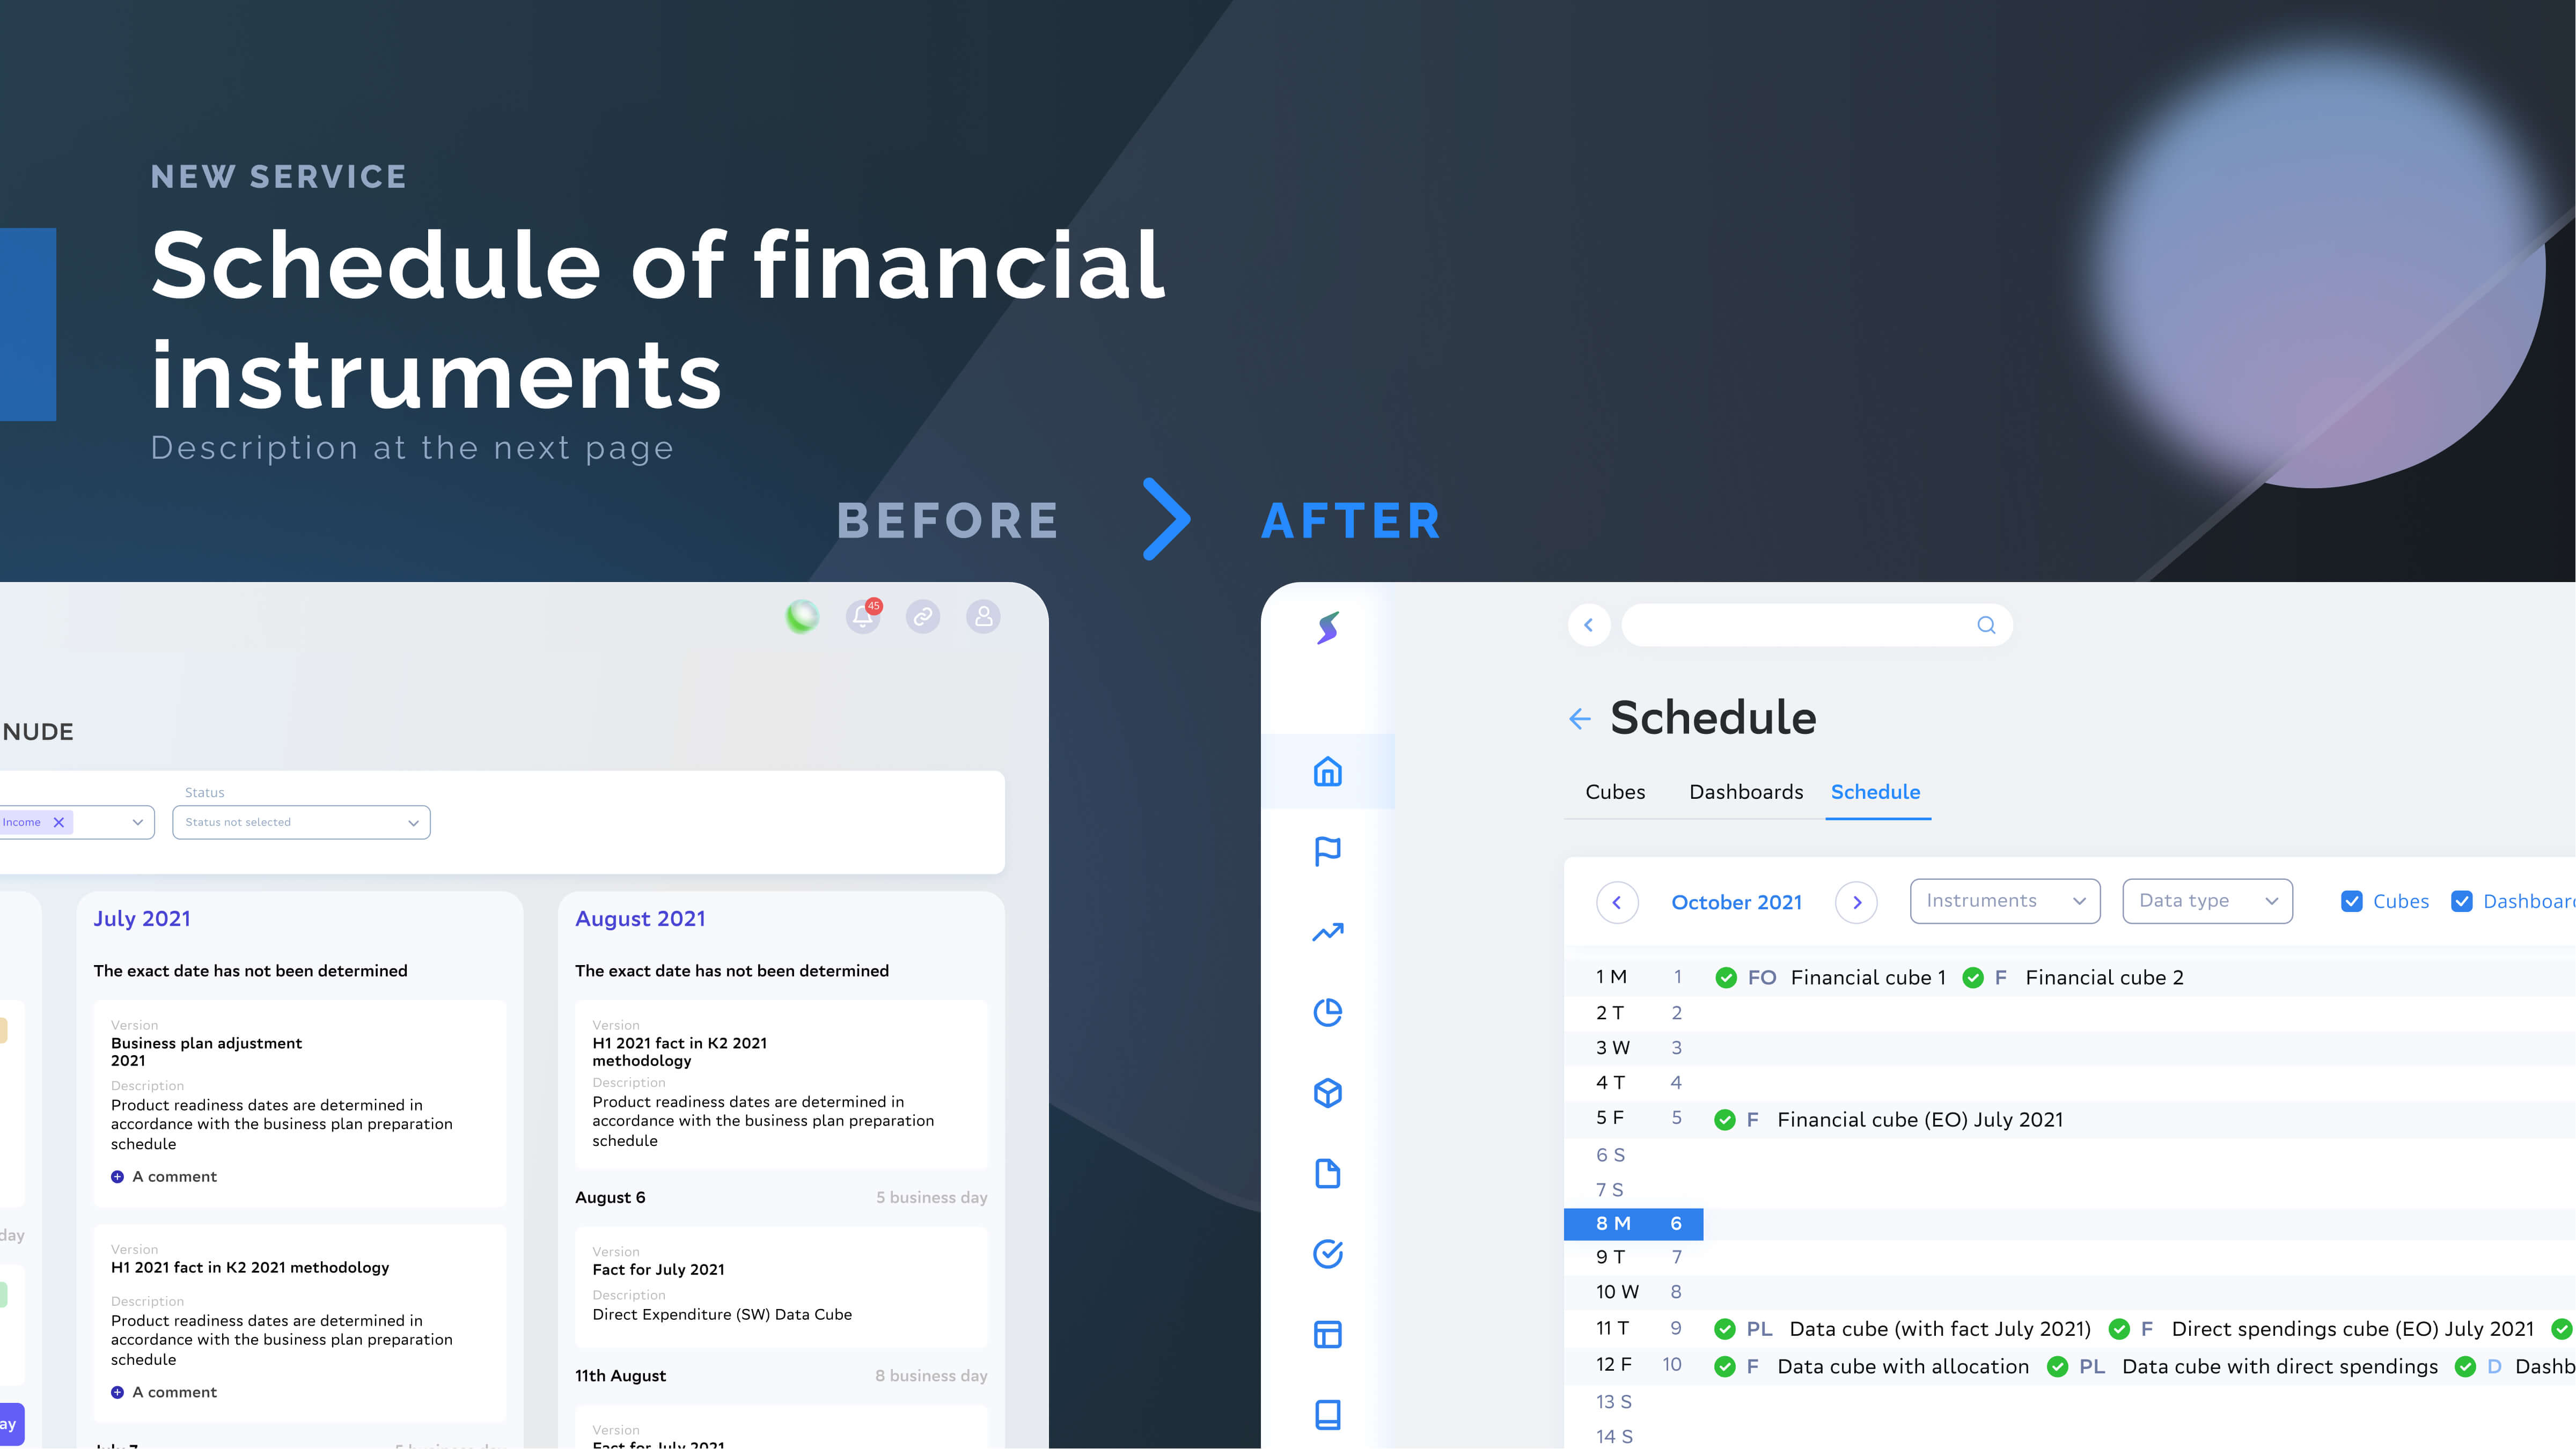 NEW SERVICE
Schedule of financial
instruments
Description at the next page
BEFORE
AFTER
45
NUDE
Status
Income
Status not selected
July 2021
The exact date has not been determined
Version
Business plan adjustment
2021
Description
Product readiness dates are determined in
accordance with the business plan preparation
schedule
A comment
Version
H1 2021 fact in K2 2021 methodology
Description
Product readiness dates are determined in
accordance with the business plan preparation
schedule
A comment
day
ay
August 2021
The exact date has not been determined
Version
H1 2021 fact in K2 2021
methodology
Description
Product readiness dates are determined in
accordance with the business plan preparation
schedule
August 6 5 business day
Version
Fact for July 2021
Description
Direct Expenditure (SW) Data Cube
11th August 8 business day
Version
Fact for July 2021
Schedule
Cubes Dashboards Schedule
October 2021 Instruments Data type Cubes Dashboar
1 M 1 FO Financial cube 1 F Financial cube 2
2 T 2
3 W 3
4 T 4
5 F 5 F Financial cube (EO) July 2021
6 S
7 S
8 M 6
9 T 7
10 W 8
11 T 9 PL Data cube (with fact July 2021) F Direct spendings cube (EO) July 2021
12 F 10 F Data cube with allocation PL Data cube with direct spendings D Dashb
13 S
14 S